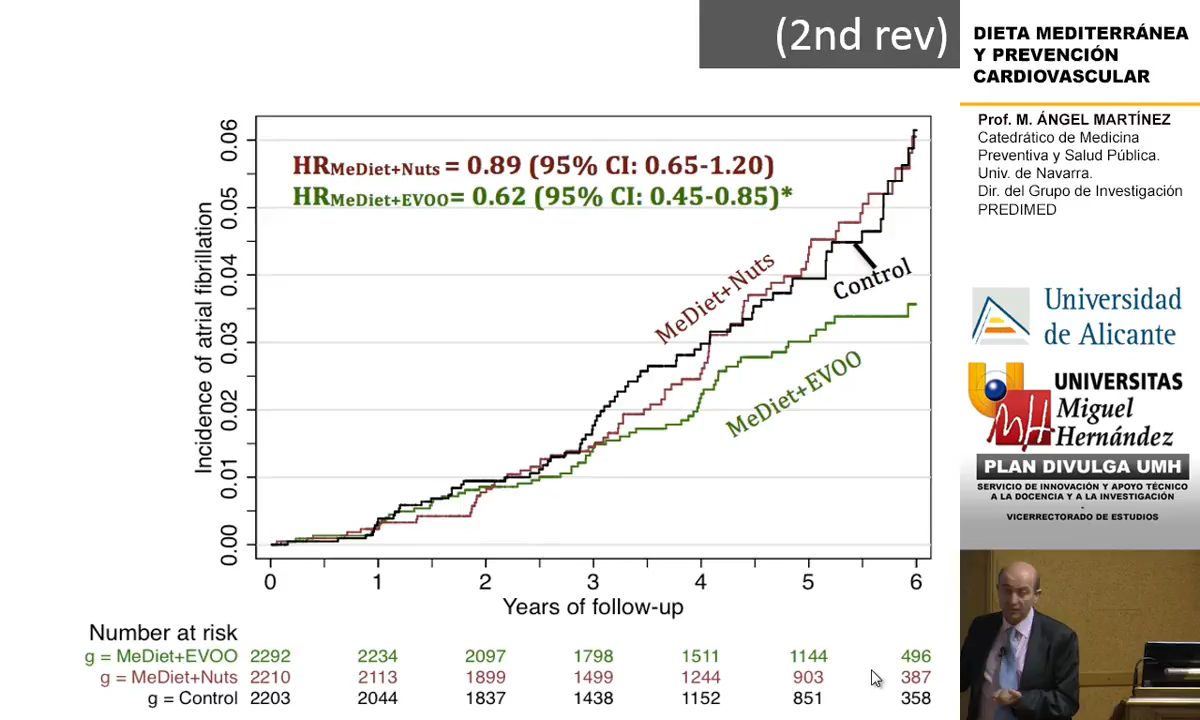 (2nd rev)
HRMeDiet+Nuts = 0.89 (95% CI: 0.65-1.20)
HRMeDiet+EVOO= 0.62 (95% CI: 0.45-0.85)*
Incidence of atrial fibrillation
0.06
0.05
0.04
0.03
0.02
0.01
0.00
MeDiet+Nuts
Control
MeDiet+EVOO
0 1 2 3 4 5 6
Years of follow-up
Number at risk
g = MeDiet+EVOO 2292 2234 2097 1798 1511 1144 496
g = MeDiet+Nuts 2210 2113 1899 1499 1244 903 387
g = Control 2203 2044 1837 1438 1152 851 358
DIETA MEDITERRÁNEA
Y PREVENCIÓN
CARDIOVASCULAR
Prof. M. ÁNGEL MARTÍNEZ
Catedrático de Medicina
Preventiva y Salud Pública.
Univ. de Navarra.
Dir. del Grupo de Investigación
PREDIMED
Universidad
de Alicante
UNIVERSITAS
Miguel
Hernández
PLAN DIVULGA UMH
SERVICIO DE INNOVACIÓN Y APOYO TÉCNICO
A LA DOCENCIA Y A LA INVESTIGACIÓN
-
VICERRECTORADO DE ESTUDIOS